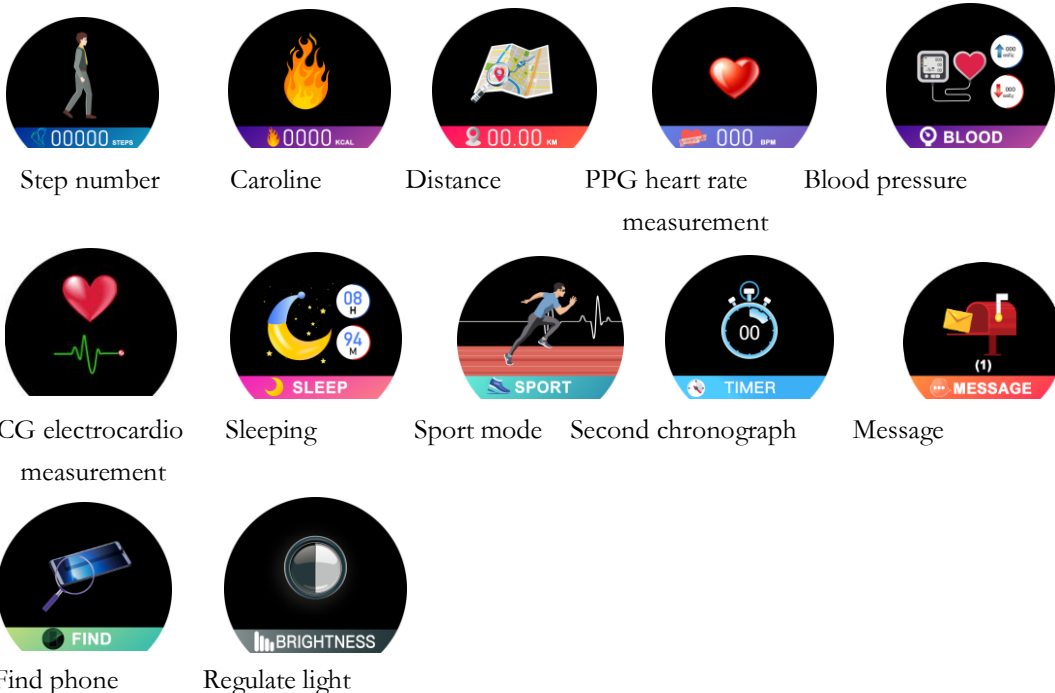 00000 STEPS
0000 KCAL
00.00 KM
000 BPM
000
000
BLOOD
Step number Caroline Distance PPG heart rate measurement Blood pressure
08
H
94
M
SLEEP
SPORT
00
TIMER
(1)
MESSAGE
CG electrocardio measurement Sleeping Sport mode Second chronograph Message
FIND
BRIGHTNESS
Find phone Regulate light